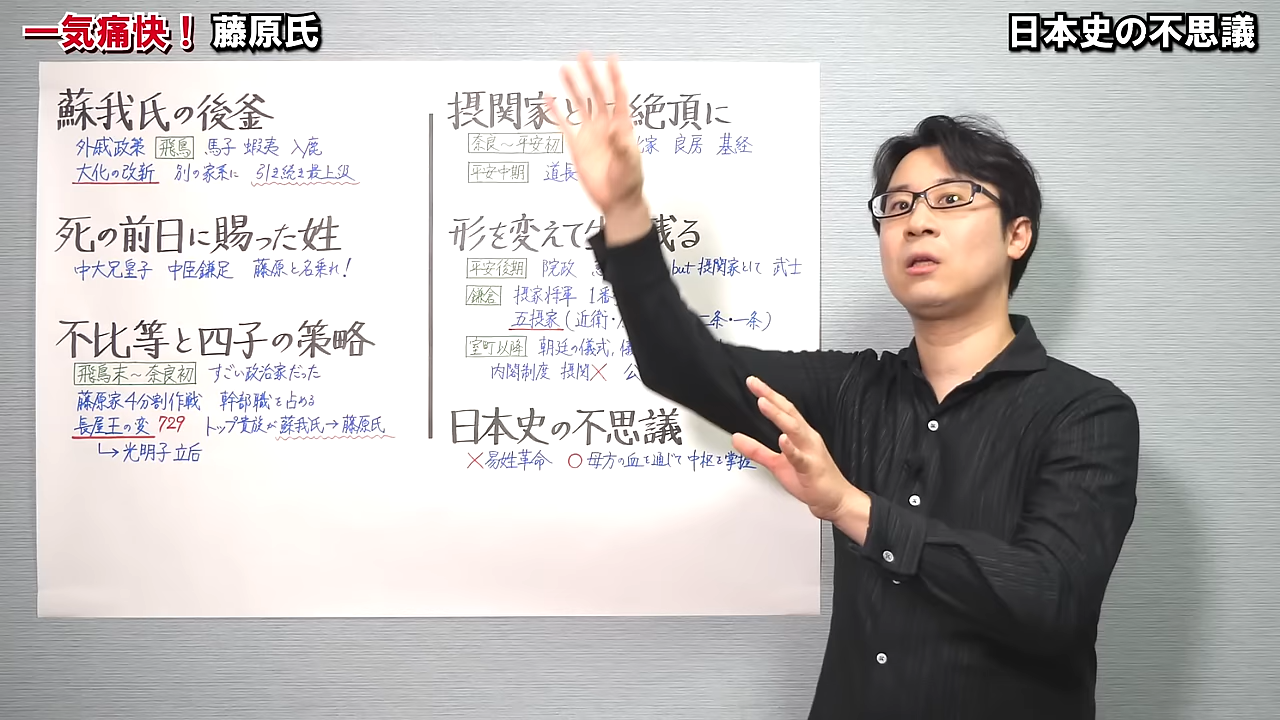 一気痛快！藤原氏
日本史の不思議
蘇我氏の後釜
外戚政策 飛鳥 馬子 蝦夷 入鹿
大化の改新 別の家系に 引き続き最上級
死の前日に賜った姓
中大兄皇子 中臣鎌足 藤原と名乗れ！
不比等と四子の策略
飛鳥末～奈良初 すごい政治家だった
藤原家4分割作戦 幹部職を占める
長屋王の変 729 トップ貴族が蘇我氏→藤原氏
↳光明子立后
摂関家と 絶頂に
奈良～平安初 家 良房 基経
平安中期 道長
形を変えて 残る
平安後期 院政 but 摂関家として 武士
鎌倉 摂家将軍 1番
五摂家(近衛・ 二条・一条)
室町以降 朝廷の儀式,
内閣制度 摂関×
日本史の不思議
×易姓革命 ○母方の血を通じて中枢を掌握